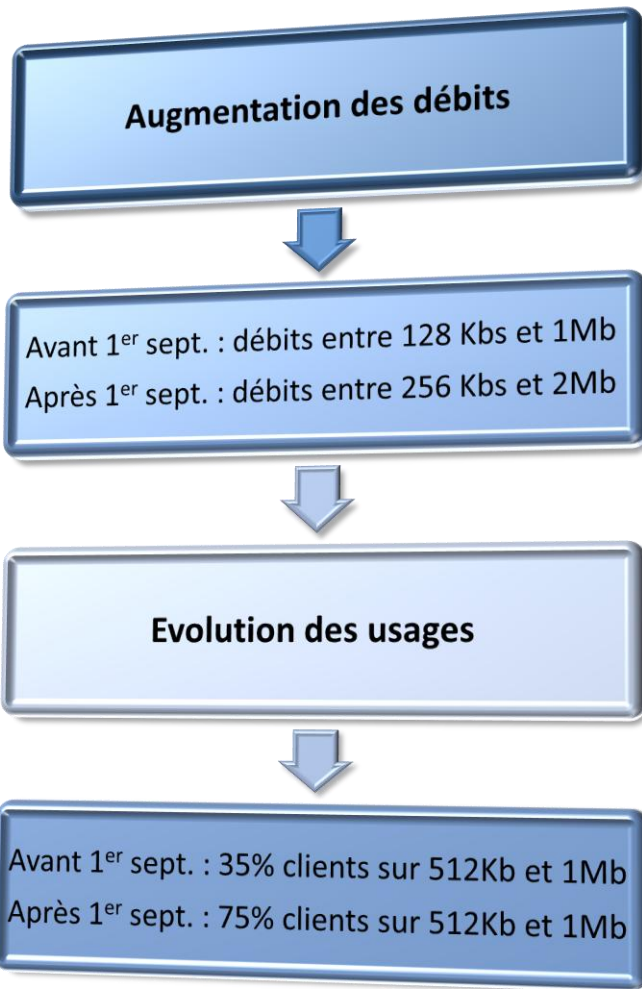 Augmentation des débits
Avant 1er sept. : débits entre 128 Kbs et 1Mb
Après 1er sept. : débits entre 256 Kbs et 2Mb
Evolution des usages
Avant 1er sept. : 35% clients sur 512Kb et 1Mb
Après 1er sept. : 75% clients sur 512Kb et 1Mb